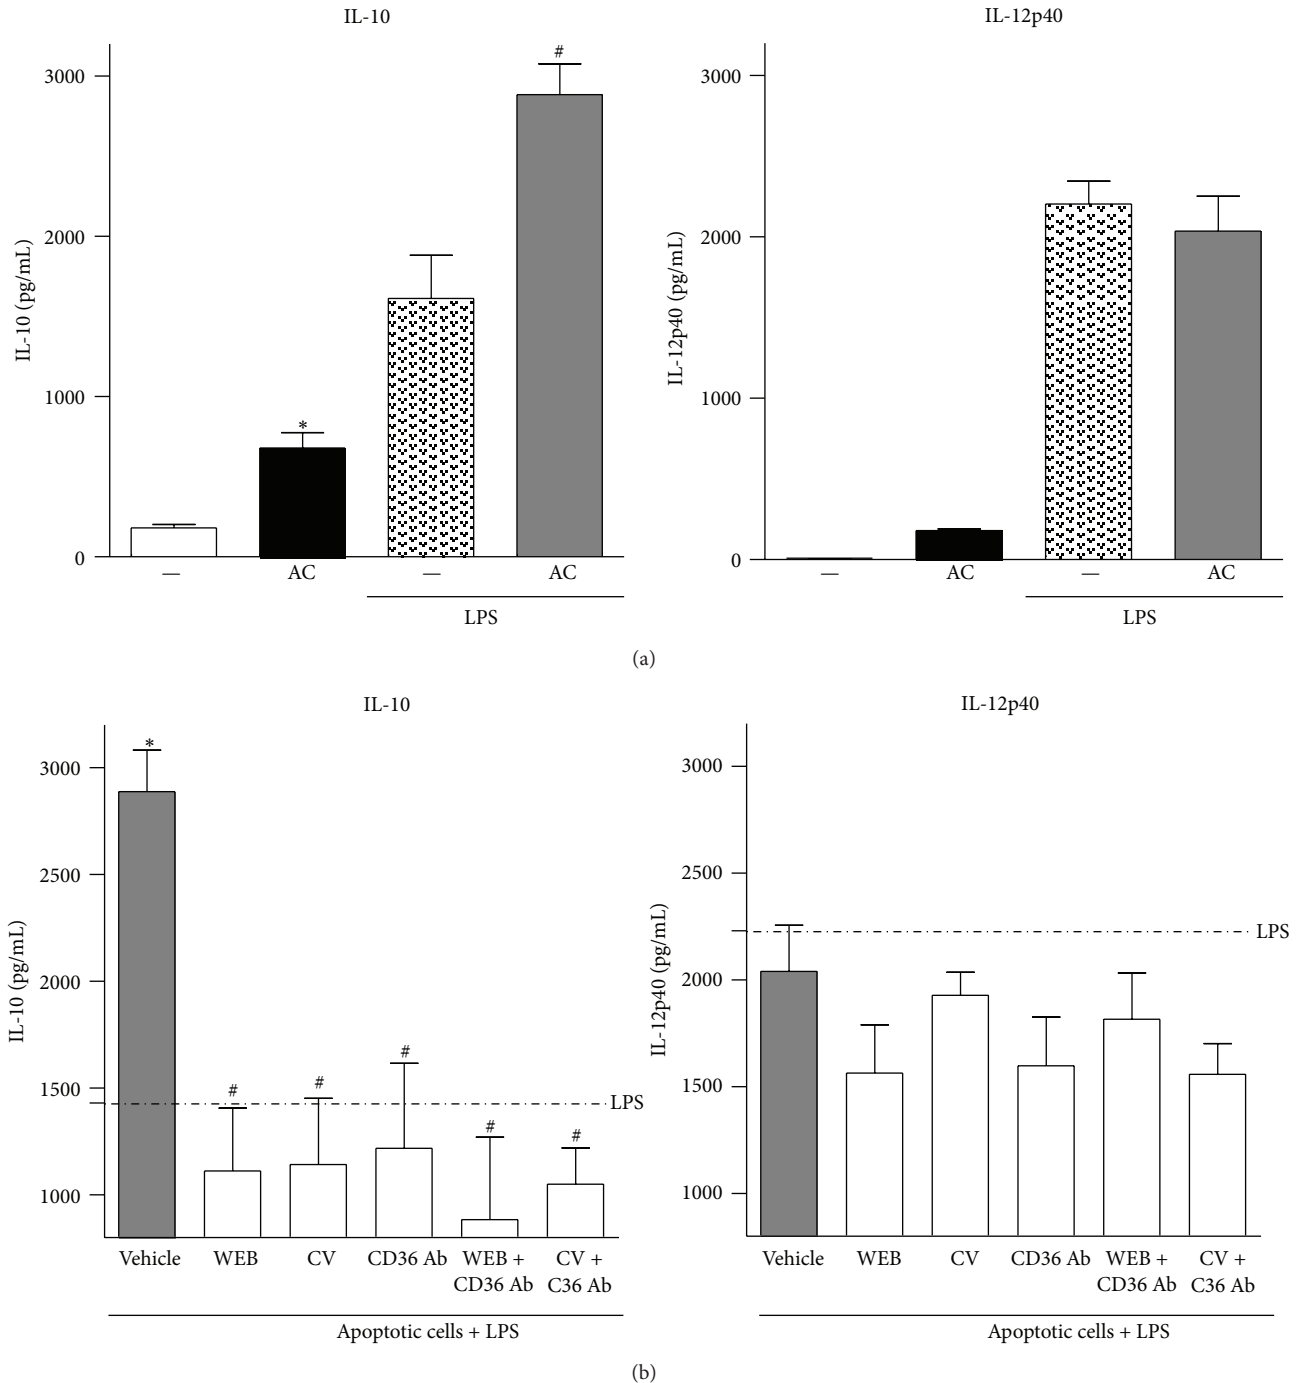 IL-10
IL-12p40
IL-10 (pg/mL)
3000
2000
1000
0
*
#
— AC — AC
LPS
IL-12p40 (pg/mL)
3000
2000
1000
0
— AC — AC
LPS
(a)
IL-10
IL-12p40
IL-10 (pg/mL)
3000
2500
2000
1500
1000
*
# # # # #
LPS
Vehicle WEB CV CD36 Ab WEB + CV +
CD36 Ab C36 Ab
Apoptotic cells + LPS
IL-12p40 (pg/mL)
3000
2500
2000
1500
1000
LPS
Vehicle WEB CV CD36 Ab WEB + CV +
CD36 Ab C36 Ab
Apoptotic cells + LPS
(b)